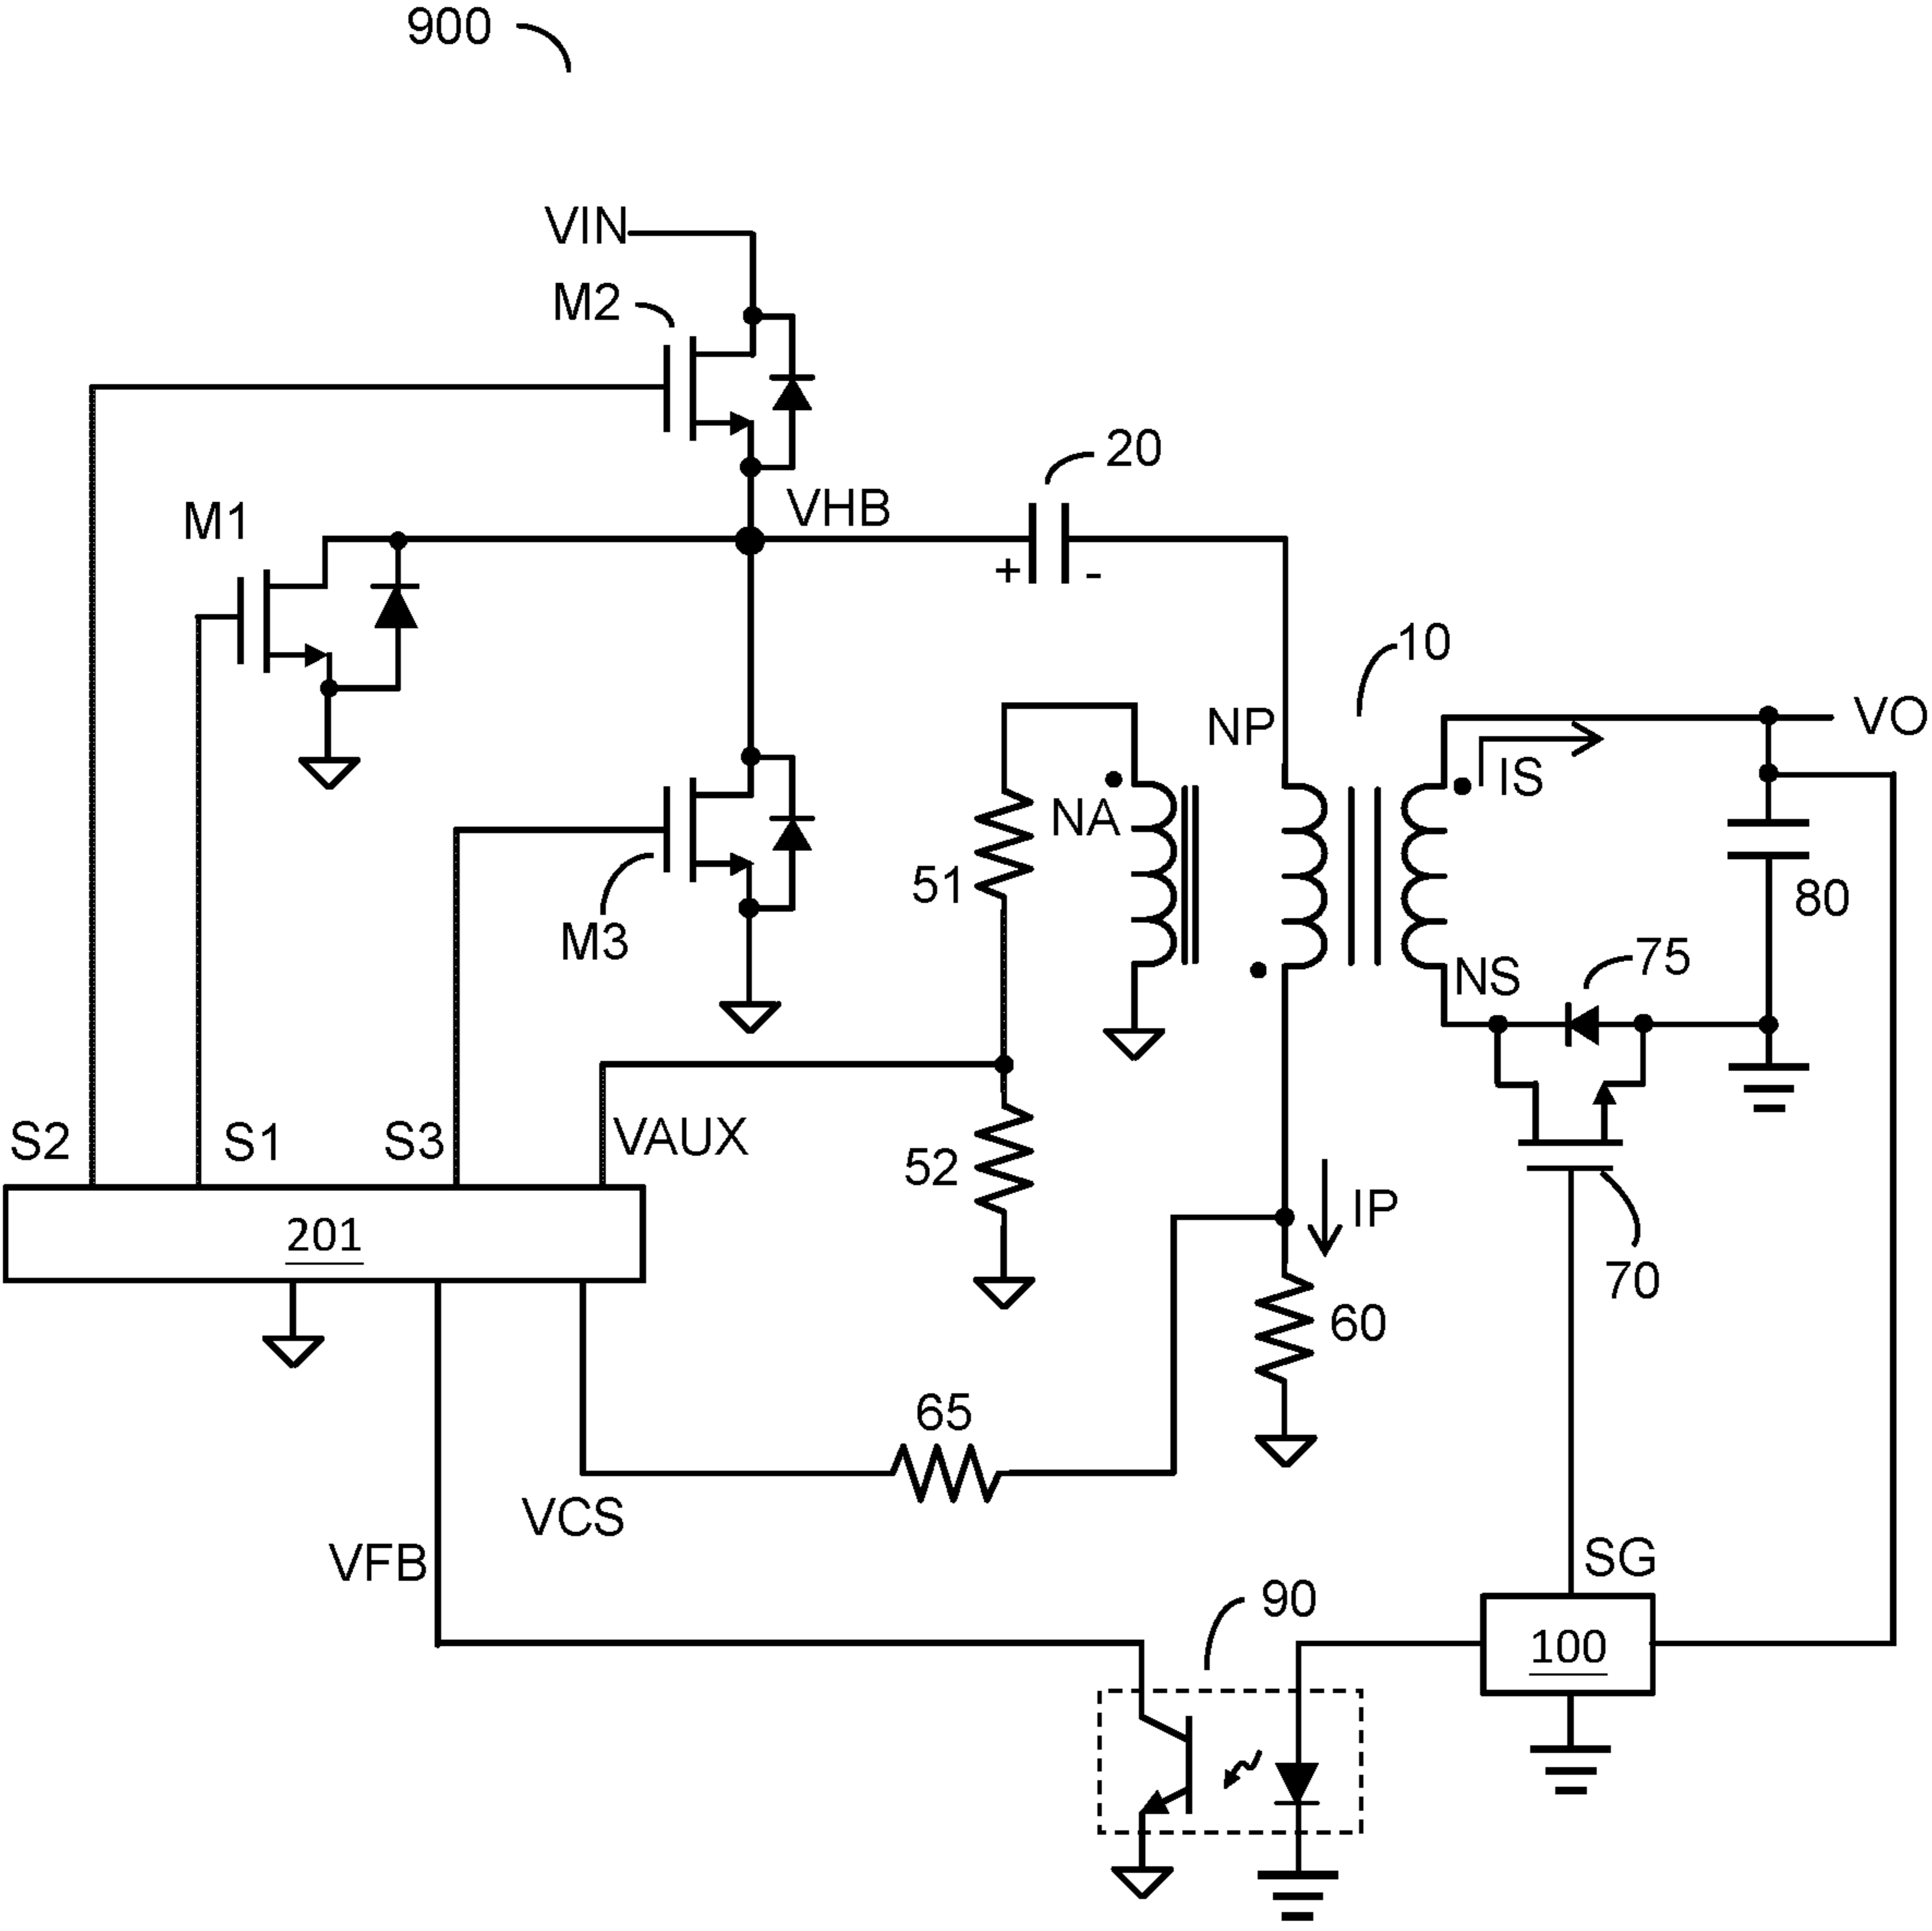 900
VIN
M2
20
M1
VHB
+ -
10
NP
VO
IS
NA
51
80
M3
NS
75
S2
S1
S3
VAUX
52
IP
201
70
60
65
VCS
VFB
SG
90
100